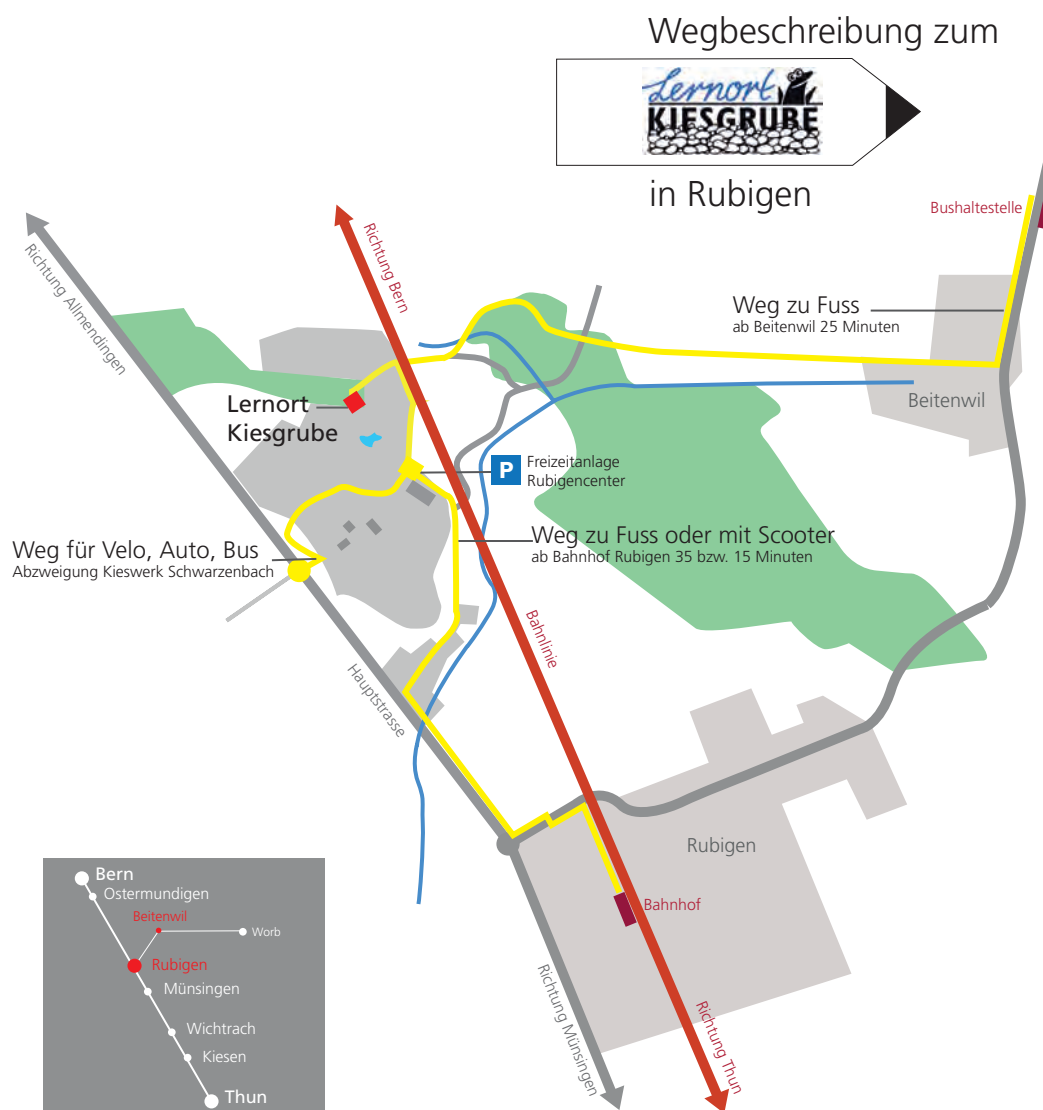 Wegbeschreibung zum
Lernort
KIESGRUBE
in Rubigen
Bushaltestelle
Richtung Allmendingen
Richtung Bern
Weg zu Fuss
ab Beitenwil 25 Minuten
Lernort
Kiesgrube
Beitenwil
P
Freizeitanlage
Rubigencenter
Weg für Velo, Auto, Bus
Abzweigung Kieswerk Schwarzenbach
Weg zu Fuss oder mit Scooter
ab Bahnhof Rubigen 35 bzw. 15 Minuten
Bahnlinie
Hauptstrasse
Rubigen
Bahnhof
Richtung Münsingen
Richtung Thun
Bern
Ostermundigen
Beitenwil
Worb
Rubigen
Münsingen
Wichtrach
Kiesen
Thun